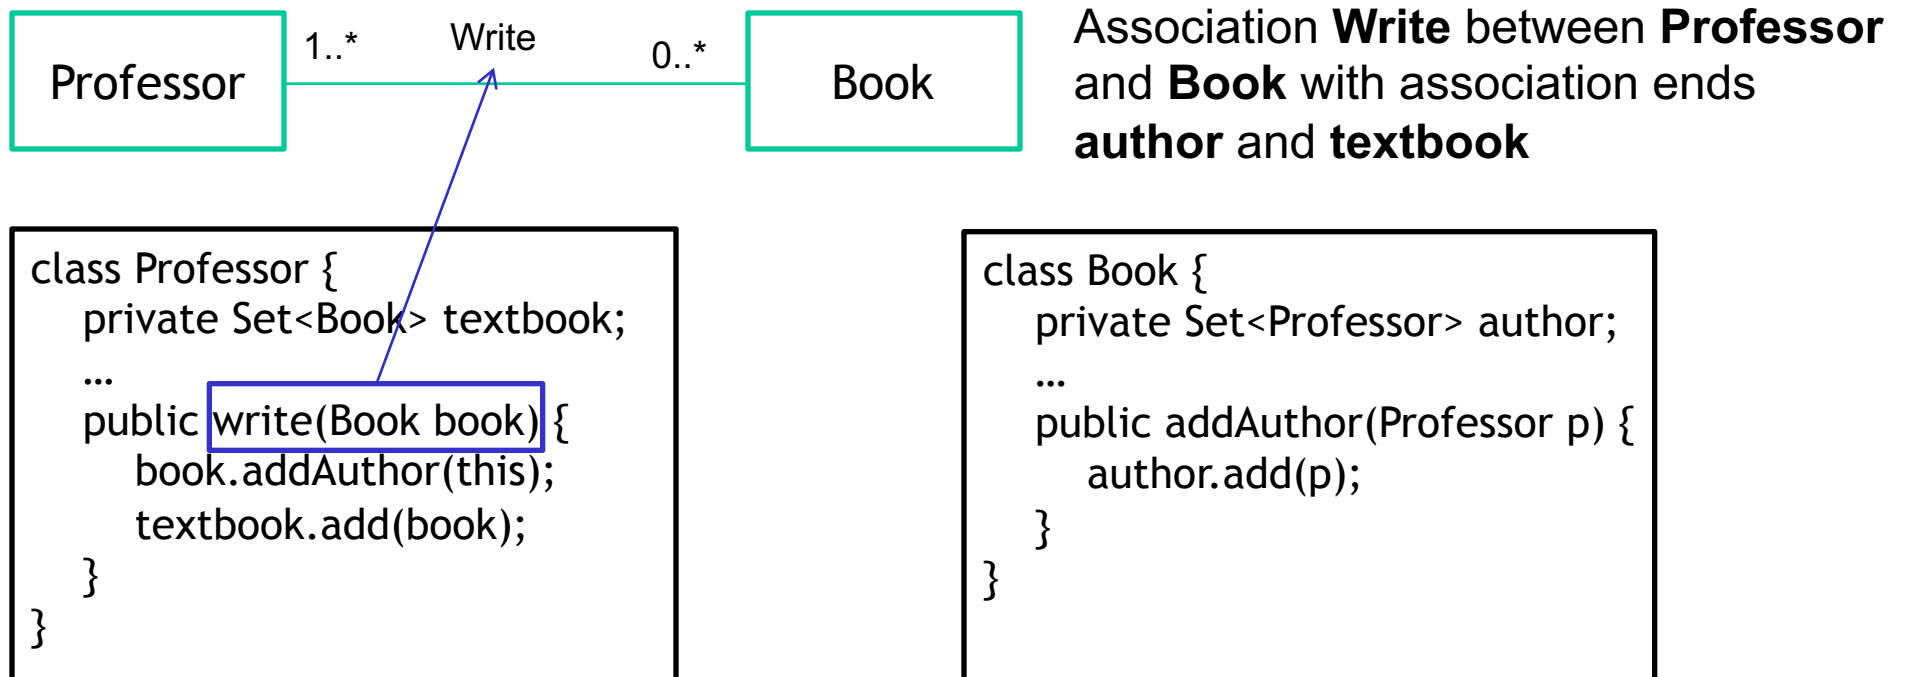 Professor
1..*
Write
0..*
Book
Association Write between Professor
and Book with association ends
author and textbook
class Professor {
private Set<Book> textbook;
…
public write(Book book) {
book.addAuthor(this);
textbook.add(book);
}
}
class Book {
private Set<Professor> author;
…
public addAuthor(Professor p) {
author.add(p);
}
}